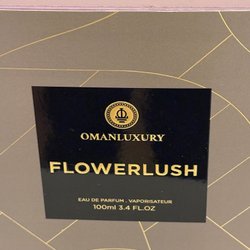 OMANLUXURY
FLOWERLUSH
EAU DE PARFUM . VAPORISATEUR
100ml 3.4 FL.OZ